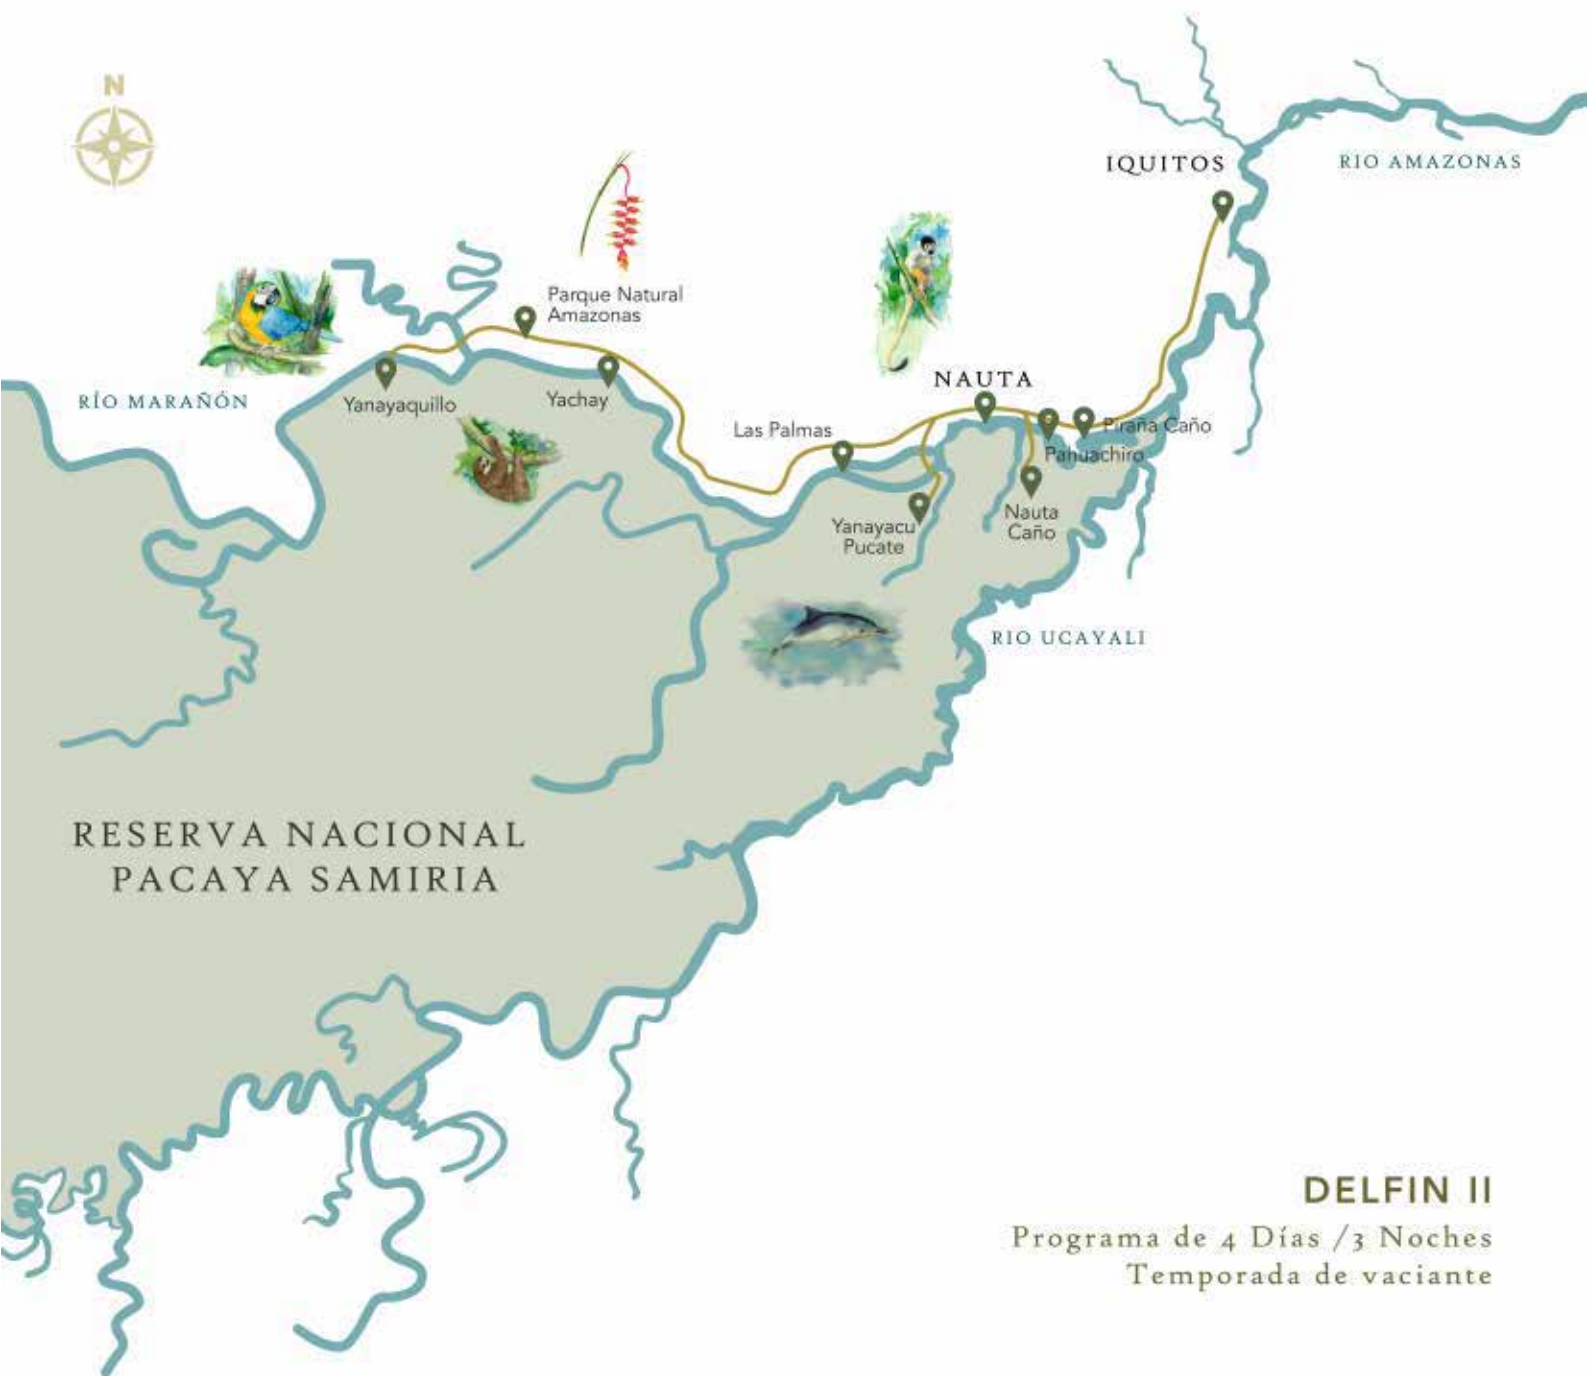 N
IQUITOS
RIO AMAZONAS
Parque Natural
Amazonas
RÍO MARAÑÓN
Yanayaquillo
Yachay
NAUTA
Las Palmas
Piraña Caño
Pahuachiro
Yanayacu
Pucate
Nauta
Caño
RIO UCAYALI
RESERVA NACIONAL
PACAYA SAMIRIA
DELFIN II
Programa de 4 Días /3 Noches
Temporada de vaciante